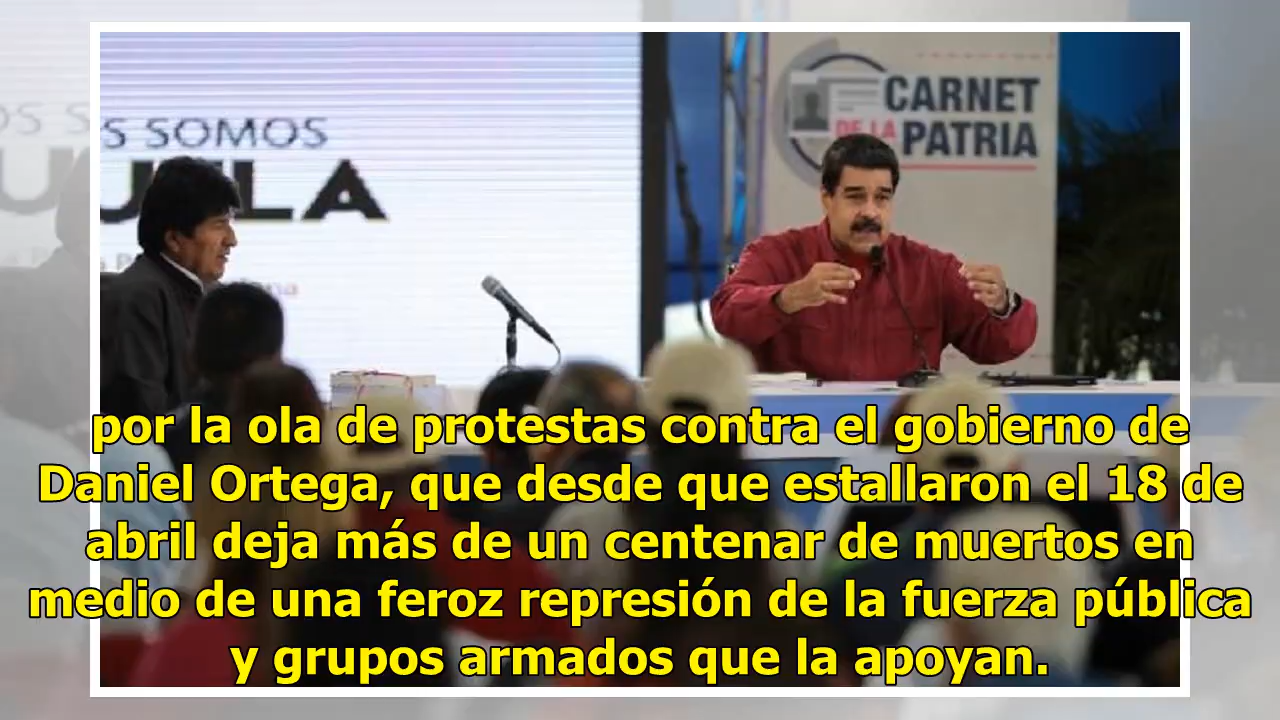 OS S S SOMOS
CARNET
DE LA
PATRIA
por la ola de protestas contra el gobierno de
Daniel Ortega, que desde que estallaron el 18 de
abril deja más de un centenar de muertos en
medio de una feroz represión de la fuerza pública
y grupos armados que la apoyan.